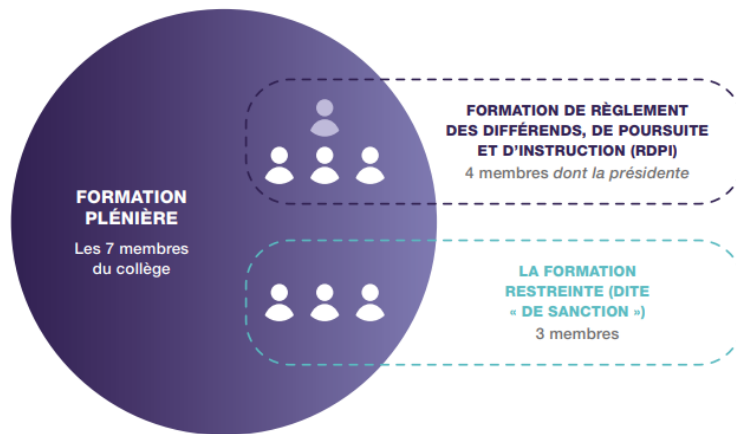 FORMATION
PLÉNIÈRE
Les 7 membres
du collège
FORMATION DE RÈGLEMENT
DES DIFFÉRENDS, DE POURSUITE
ET D’INSTRUCTION (RDPI)
4 membres dont la présidente
LA FORMATION
RESTREINTE (DITE
« DE SANCTION »)
3 membres